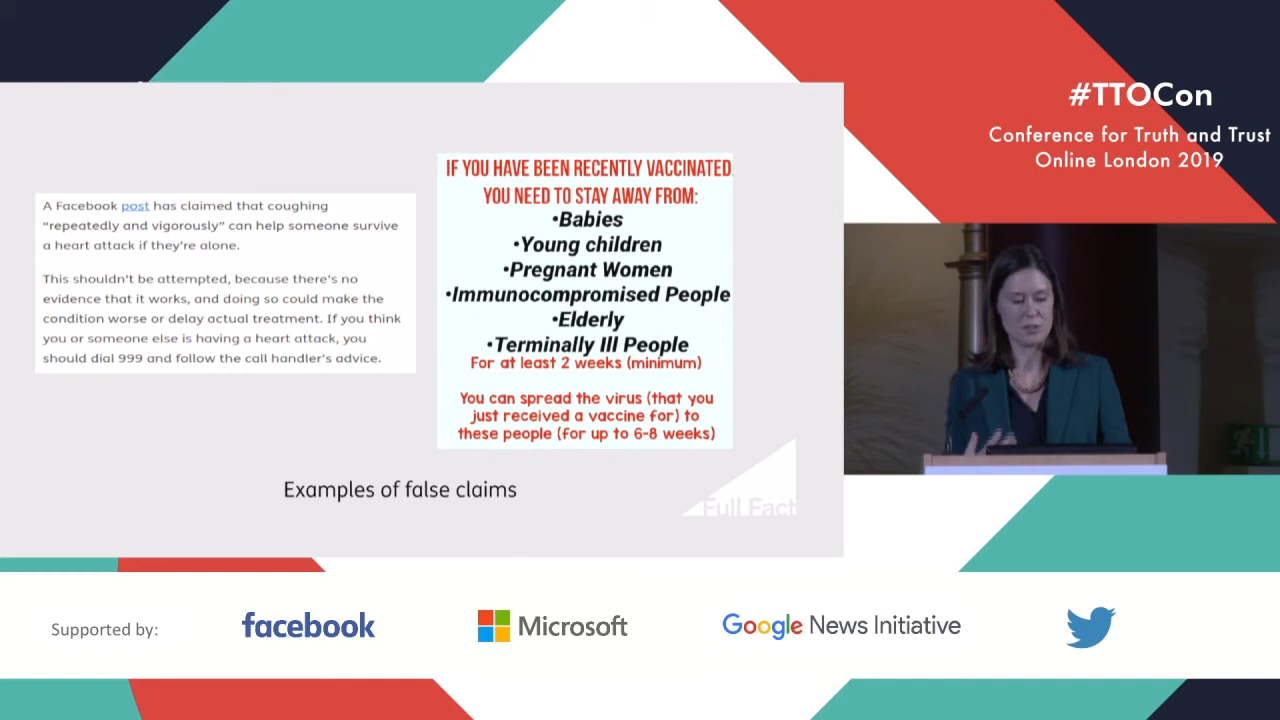 #TTOCon
Conference for Truth and Trust
Online London 2019
A Facebook post has claimed that coughing
“repeatedly and vigorously” can help someone survive
a heart attack if they’re alone.
This shouldn’t be attempted, because there’s no
evidence that it works, and doing so could make the
condition worse or delay actual treatment. If you think
you or someone else is having a heart attack, you
should dial 999 and follow the call handler’s advice.
IF YOU HAVE BEEN RECENTLY VACCINATED,
YOU NEED TO STAY AWAY FROM:
•Babies
•Young children
•Pregnant Women
•Immunocompromised People
•Elderly
•Terminally Ill People
For at least 2 weeks (minimum)
You can spread the virus (that you
just received a vaccine for) to
these people (for up to 6-8 weeks)
Examples of false claims
Full Fact
Supported by:
facebook
Microsoft
Google News Initiative